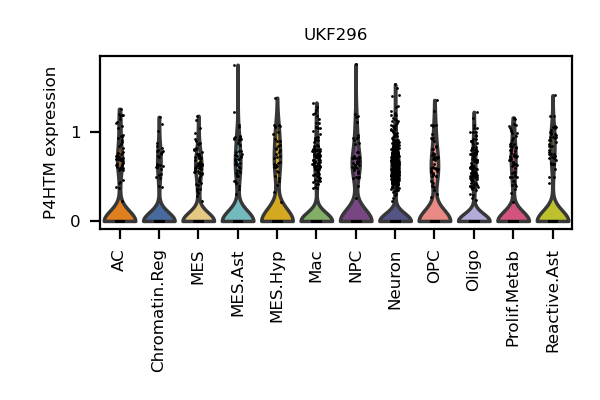 UKF296
P4HTM expression
1
0
AC
Chromatin.Reg
MES
MES.Ast
MES.Hyp
Mac
NPC
Neuron
OPC
Oligo
Prolif.Metab
Reactive.Ast